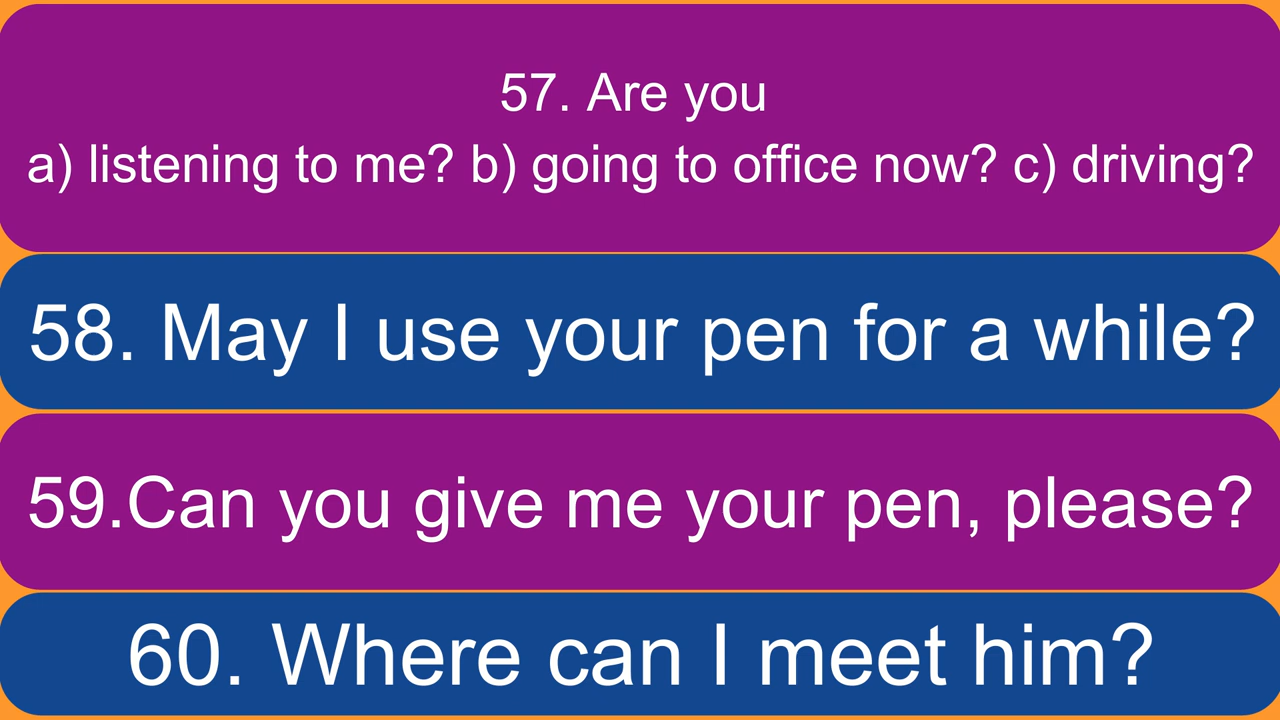 57. Are you
a) listening to me? b) going to office now? c) driving?
58. May I use your pen for a while?
59.Can you give me your pen, please?
60. Where can I meet him?